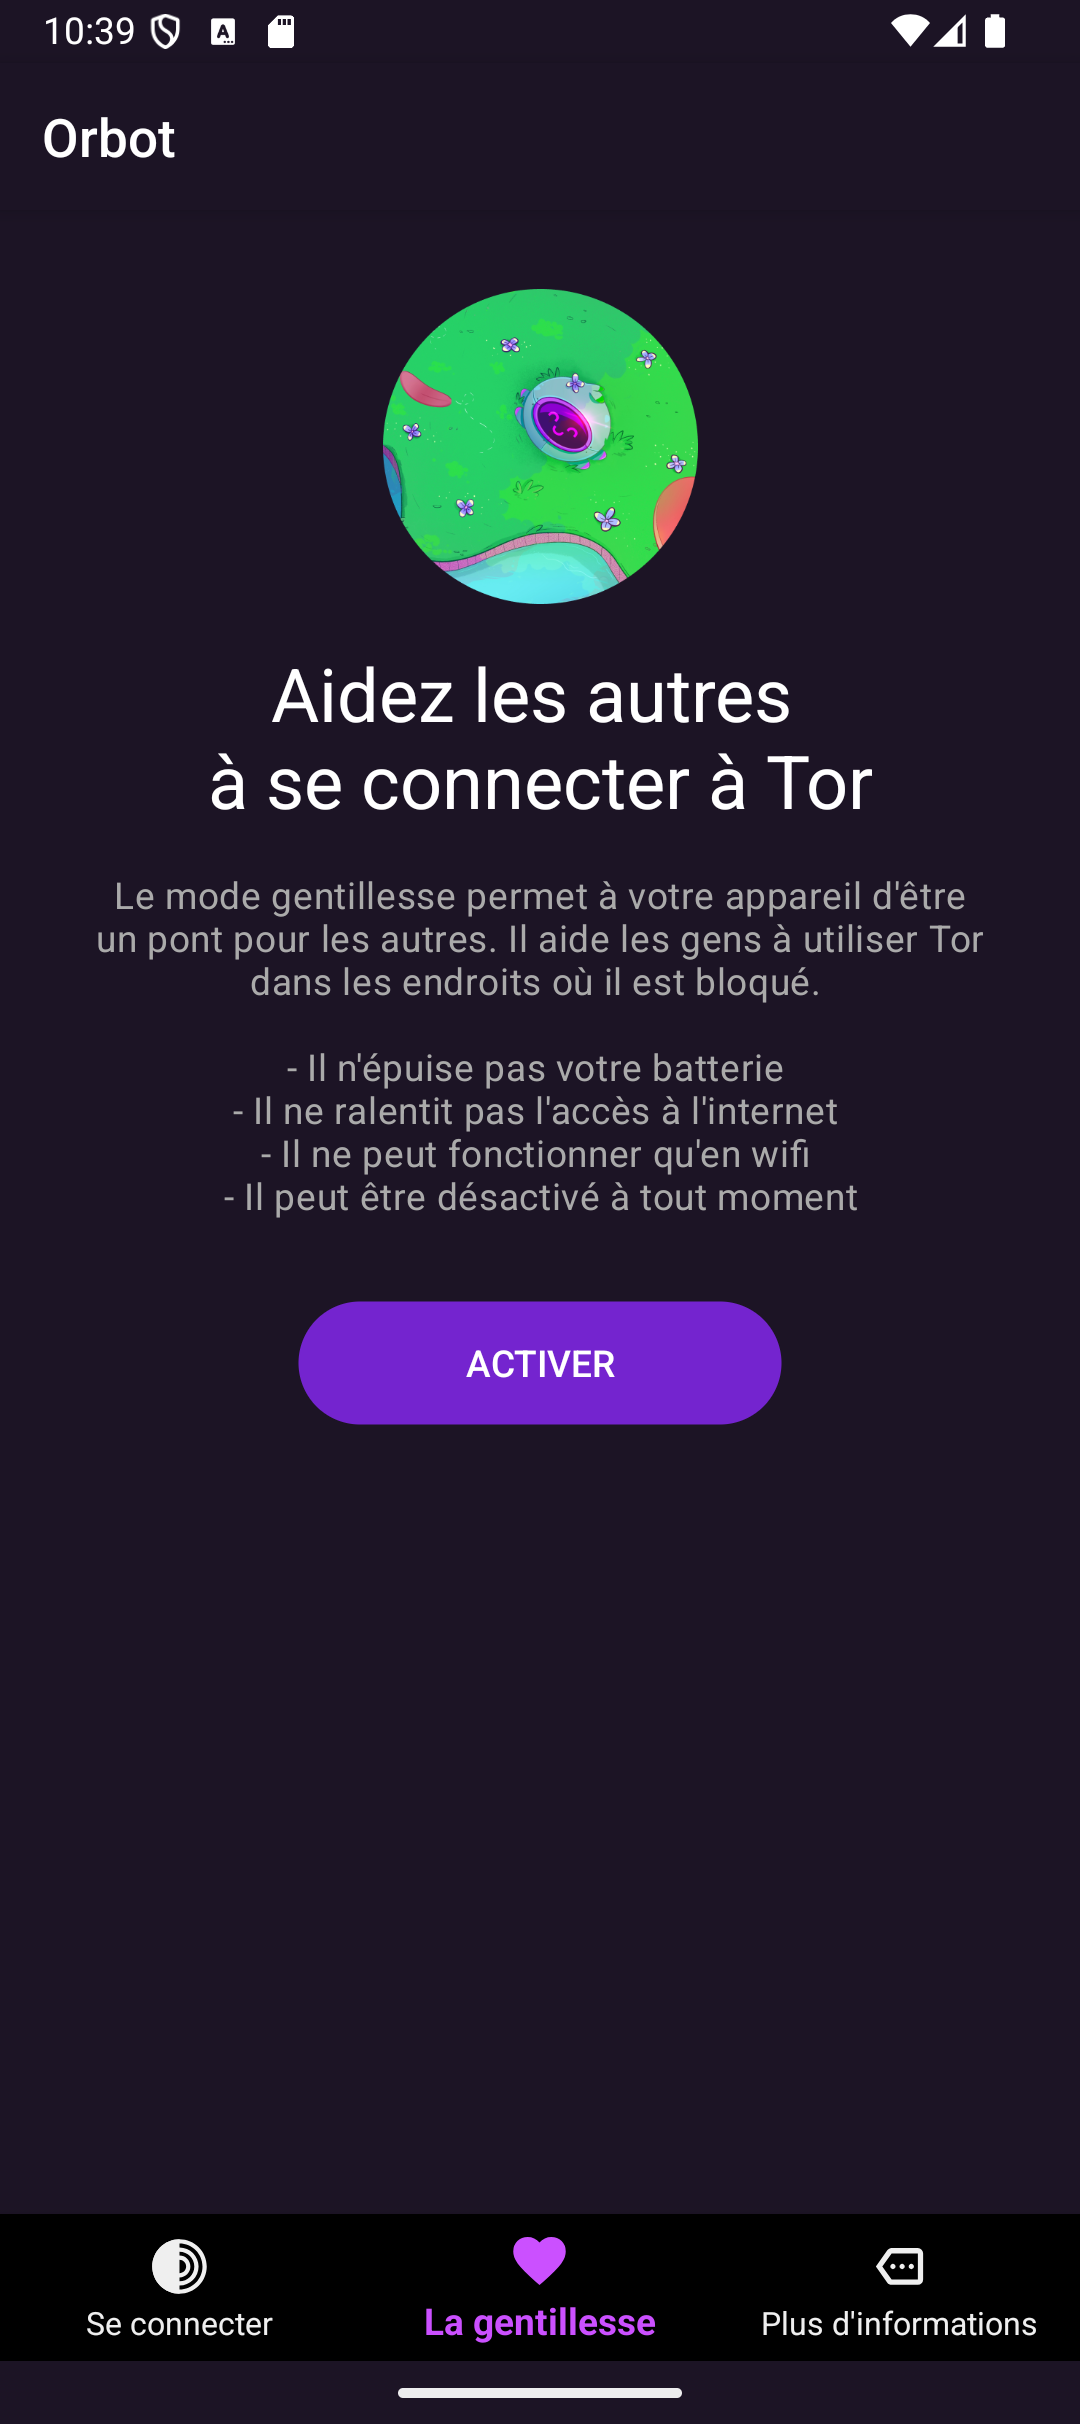 10:39
Orbot
Aidez les autres
à se connecter à Tor
Le mode gentillesse permet à votre appareil d'être
un pont pour les autres. Il aide les gens à utiliser Tor
dans les endroits où il est bloqué.
- Il n'épuise pas votre batterie
- Il ne ralentit pas l'accès à l'internet
- Il ne peut fonctionner qu'en wifi
- Il peut être désactivé à tout moment
ACTIVER
Se connecter
La gentillesse
Plus d'informations